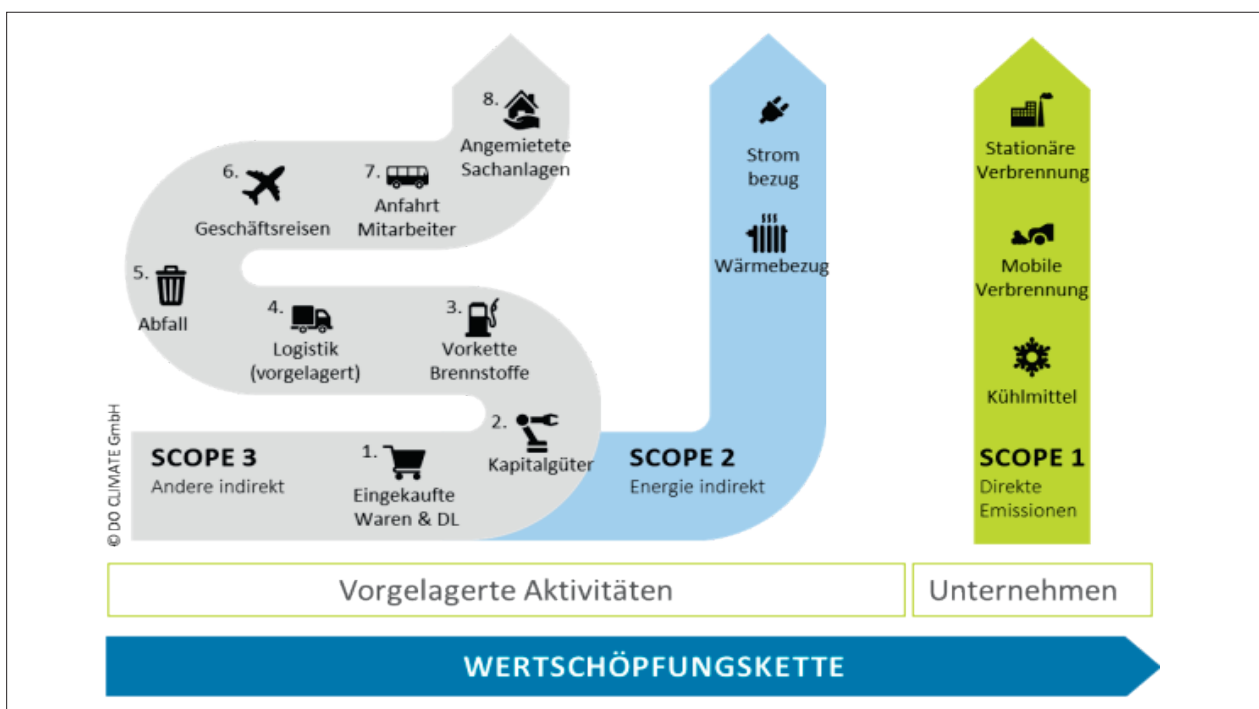 8.
Angemietete
Sachanlagen
6.
Geschäftsreisen
7.
Anfahrt
Mitarbeiter
5.
Abfall
4.
Logistik
(vorgelagert)
3.
Vorkette
Brennstoffe
2.
Kapitalgüter
SCOPE 3
Andere indirekt
1.
Eingekaufte
Waren & DL
Strom
bezug
Wärmebezug
SCOPE 2
Energie indirekt
Stationäre
Verbrennung
Mobile
Verbrennung
Kühlmittel
SCOPE 1
Direkte
Emissionen
© DO CLIMATE GmbH
Vorgelagerte Aktivitäten
Unternehmen
WERTSCHÖPFUNGSKETTE